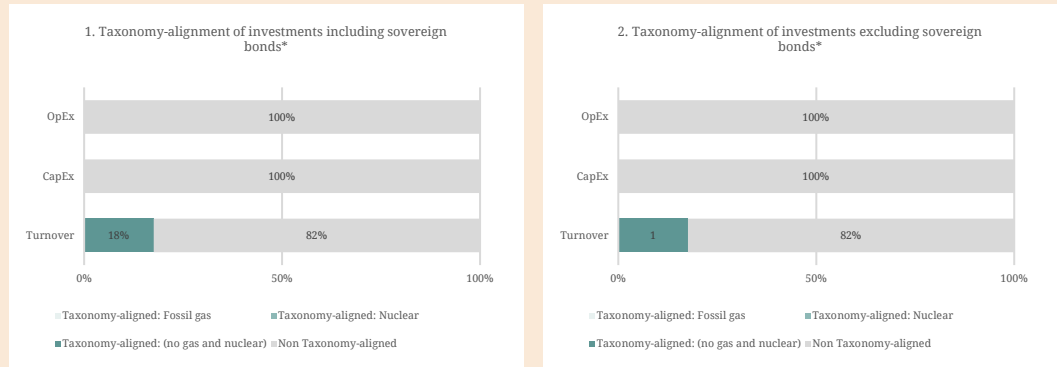 1. Taxonomy-alignment of investments including sovereign
bonds*
OpEx
100%
CapEx
100%
Turnover
18%
82%
0%
50%
100%
Taxonomy-aligned: Fossil gas
Taxonomy-aligned: Nuclear
Taxonomy-aligned: (no gas and nuclear)
Non Taxonomy-aligned
2. Taxonomy-alignment of investments excluding sovereign
bonds*
OpEx
100%
CapEx
100%
Turnover
1
82%
0%
50%
100%
Taxonomy-aligned: Fossil gas
Taxonomy-aligned: Nuclear
Taxonomy-aligned: (no gas and nuclear)
Non Taxonomy-aligned